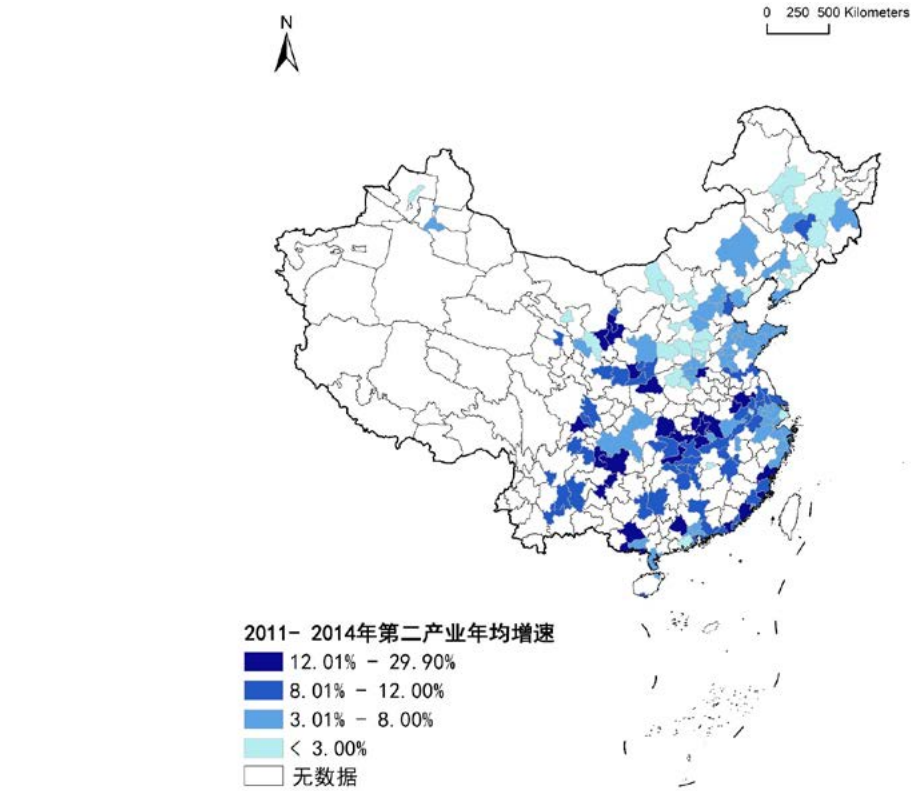 0 250 500 Kilometers
N
2011- 2014年第二产业年均增速
12.01% - 29.90%
8.01% - 12.00%
3.01% - 8.00%
< 3.00%
无数据